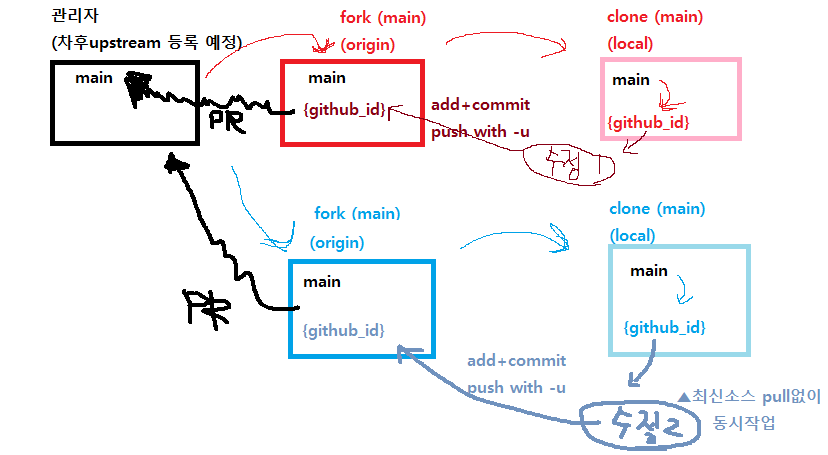 관리자
(차후upstream 등록 예정)
main
PR
fork (main)
(origin)
main
{github_id}
add+commit
push with -u
clone (main)
(local)
main
{github_id}
수정 1
fork (main)
(origin)
main
{github_id}
PR
add+commit
push with -u
clone (main)
(local)
main
{github_id}
수정2
▲최신소스 pull없이
동시작업